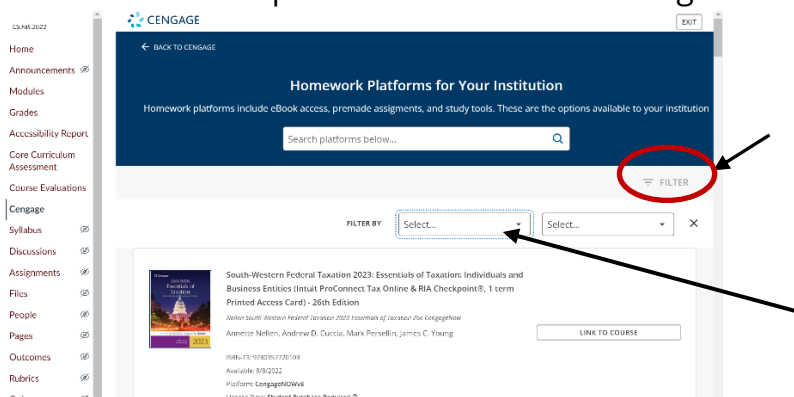 CS.Fall.2022
Home
Announcements
Modules
Grades
Accessibility Report
Core Curriculum
Assessment
Course Evaluations
Cengage
Syllabus
Discussions
Assignments
Files
People
Pages
Outcomes
Rubrics
CENGAGE
EXIT
BACK TO CENGAGE
Homework Platforms for Your Institution
Homework platforms include eBook access, premade assigments, and study tools. These are the options available to your institution
Search platforms below...
FILTER
FILTER BY
Select...
Select...
South-Western Federal Taxation 2023: Essentials of Taxation: Individuals and
Business Entities (Intuit ProConnect Tax Online & RIA Checkpoint®, 1 term
Printed Access Card) - 26th Edition
Nellen South Western Federal Taxation 2023 Essentials of Taxation 26e CengageNow
Annette Nellen, Andrew D. Cuccia, Mark Persellin, James C. Young
LINK TO COURSE
ISBN-13: 9780357720103
Available: 8/8/2022
Platform: CengageNOWv8
Essentials of
Taxation
2023